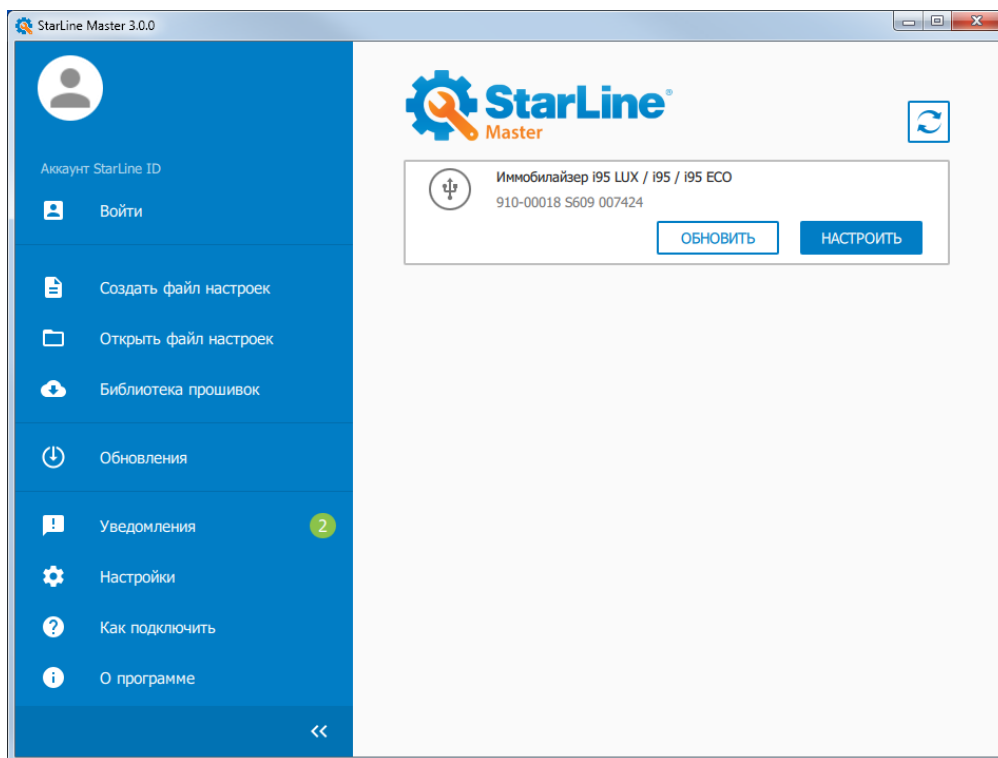 StarLine Master 3.0.0
Аккаунт StarLine ID
Войти
Создать файл настроек
Открыть файл настроек
Библиотека прошивок
Обновления
Уведомления 2
Настройки
Как подключить
О программе
StarLine®
Master
Иммобилайзер i95 LUX / i95 / i95 ECO
910-00018 S609 007424
ОБНОВИТЬ НАСТРОИТЬ